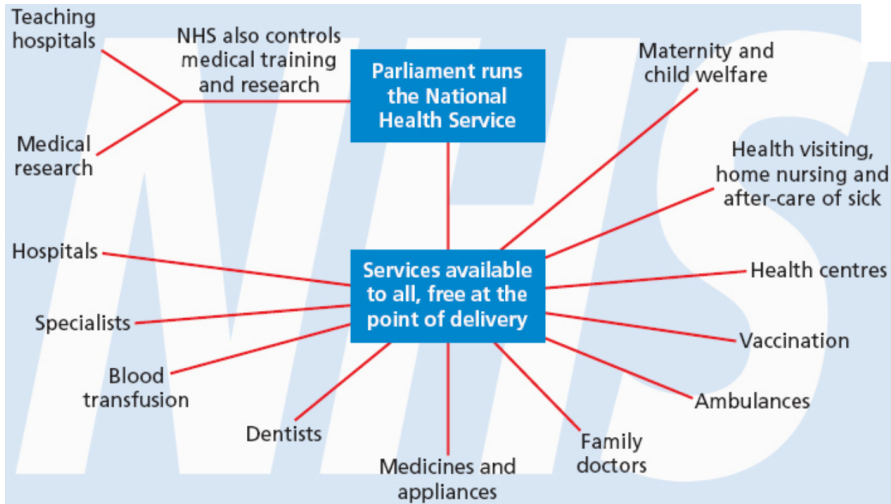 Teaching
hospitals
NHS also controls
medical training
and research
Medical
research
Parliament runs
the National
Health Service
Maternity and
child welfare
Health visiting,
home nursing and
after-care of sick
Health centres
Vaccination
Ambulances
Family
doctors
Medicines and
appliances
Dentists
Blood
transfusion
Specialists
Hospitals
Services available
to all, free at the
point of delivery
NHS